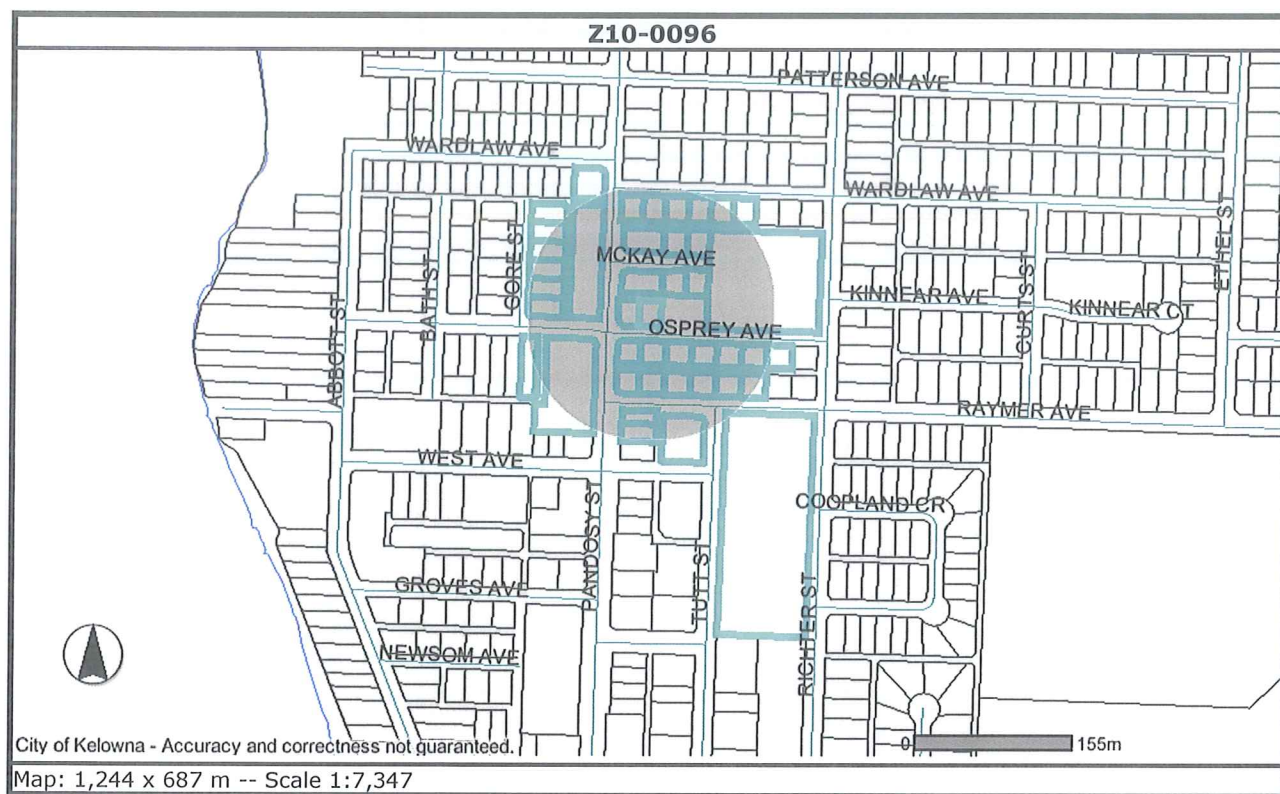 Z10-0096
PATTERSON AVE
WARDLAW AVE
WARDLAW AVE
ETHEL ST
GORE ST
MCKAY AVE
BATH ST
ABBOTT ST
KINNEAR AVE
CURTS ST
KINNEAR CT
OSPREY AVE
RAYMER AVE
WEST AVE
PANDOSY ST
COOPLAND CR
TUTT ST
GROVES AVE
RICHTER ST
NEWSOM AVE
City of Kelowna - Accuracy and correctness not guaranteed.
0 155m
Map: 1,244 x 687 m -- Scale 1:7,347